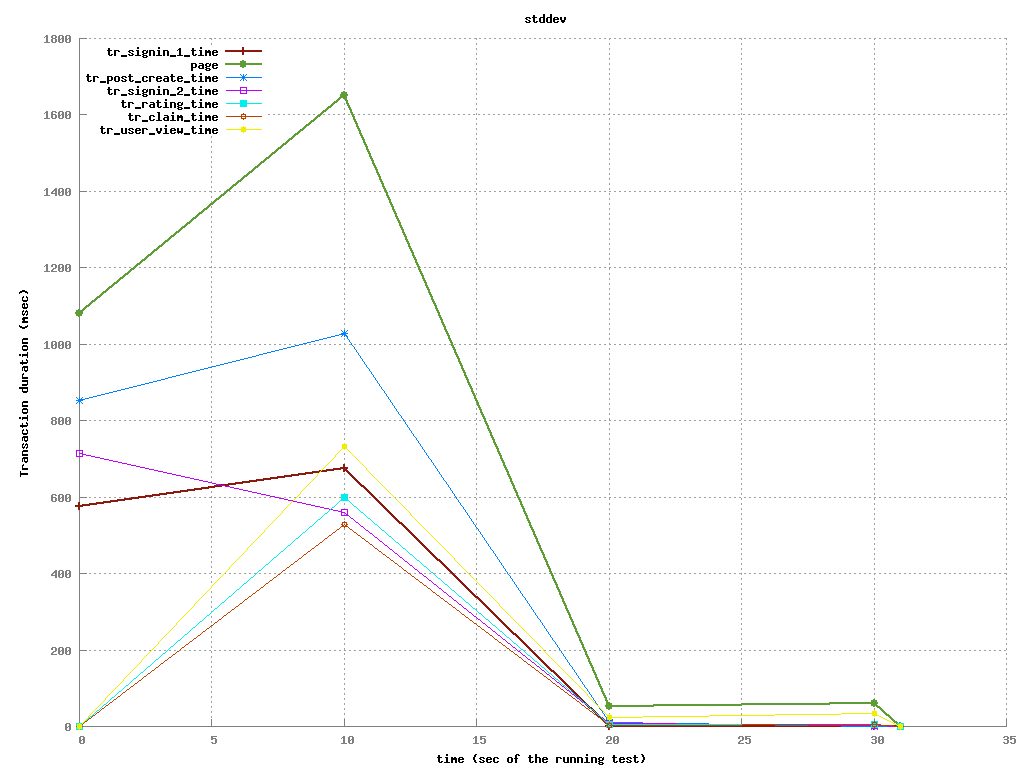 stddev
1800
1600
1400
1200
1000
800
600
400
200
0
tr_signin_1_time
page
tr_post_create_time
tr_signin_2_time
tr_rating_time
tr_claim_time
tr_user_view_time
Transaction duration (msec)
0 5 10 15 20 25 30 35
time (sec of the running test)